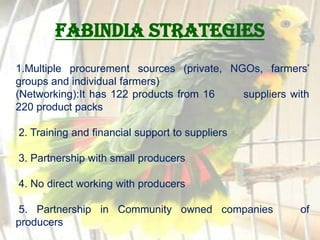 FABINDIA STRATEGIES
1.Multiple procurement sources (private, NGOs, farmers'
groups and individual farmers)
(Networking):It has 122 products from 16 suppliers with
220 product packs
2. Training and financial support to suppliers
3. Partnership with small producers
4. No direct working with producers
5. Partnership in Community owned companies of
producers